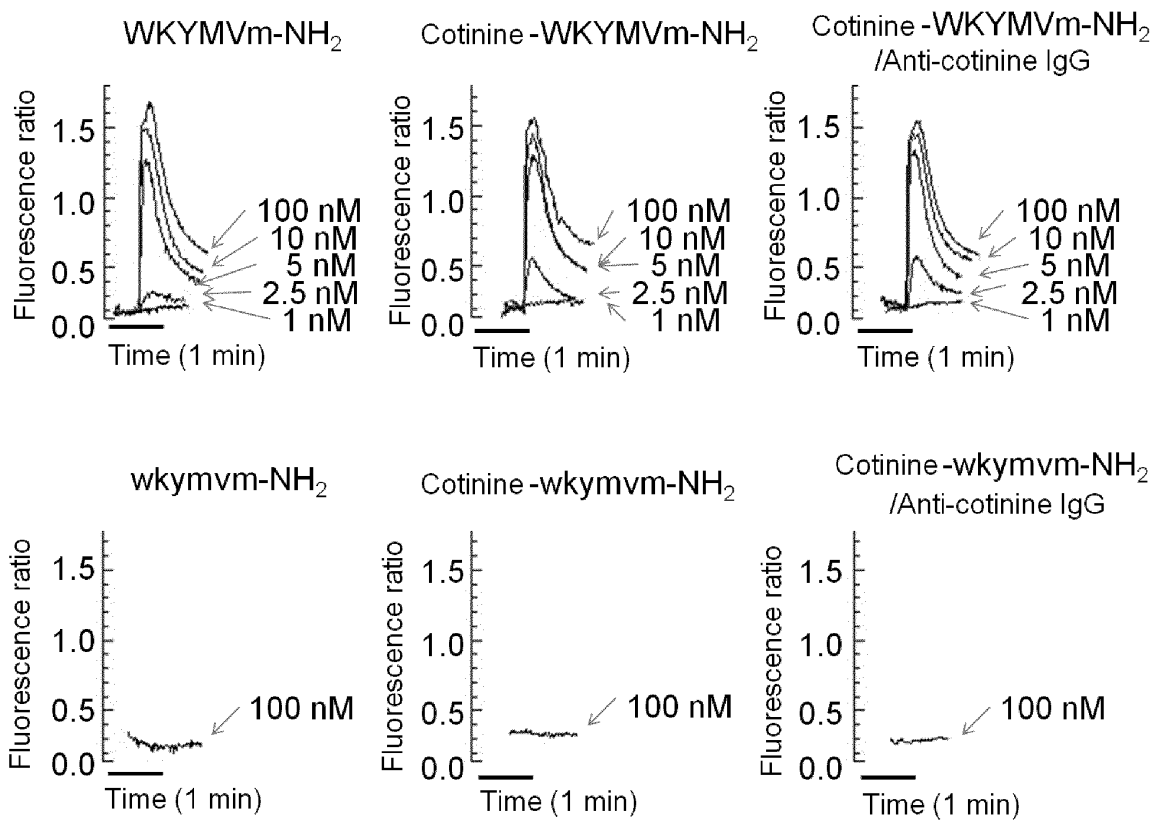 WKYMVm-NH2
Fluorescence ratio
1.5
1.0
0.5
0.0
100 nM
10 nM
5 nM
2.5 nM
1 nM
Time (1 min)
Cotinine-WKYMVm-NH2
Fluorescence ratio
1.5
1.0
0.5
0.0
100 nM
10 nM
5 nM
2.5 nM
1 nM
Time (1 min)
Cotinine-WKYMVm-NH2
/Anti-cotinine IgG
Fluorescence ratio
1.5
1.0
0.5
0.0
100 nM
10 nM
5 nM
2.5 nM
1 nM
Time (1 min)
wkymvm-NH2
Fluorescence ratio
1.5
1.0
0.5
0.0
100 nM
Time (1 min)
Cotinine-wkymvm-NH2
Fluorescence ratio
1.5
1.0
0.5
0.0
100 nM
Time (1 min)
Cotinine-wkymvm-NH2
/Anti-cotinine IgG
Fluorescence ratio
1.5
1.0
0.5
0.0
100 nM
Time (1 min)